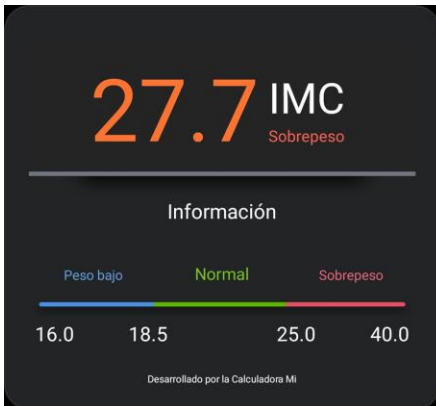 27.7 IMC
Sobrepeso
Información
Peso bajo Normal Sobrepeso
16.0 18.5 25.0 40.0
Desarrollado por la Calculadora Mi